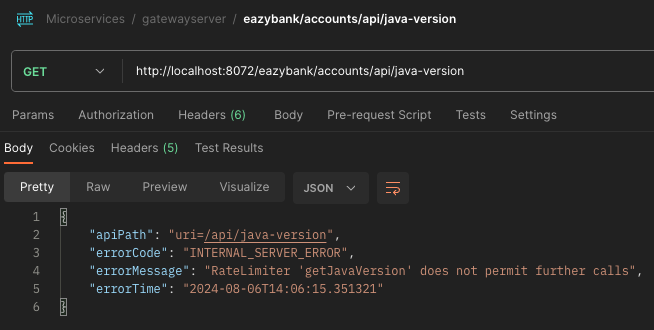 HTTP Microservices / gatewayserver / eazybank/accounts/api/java-version
GET http://localhost:8072/eazybank/accounts/api/java-version
Params Authorization Headers (6) Body Pre-request Script Tests Settings
Body Cookies Headers (5) Test Results
Pretty Raw Preview Visualize JSON
1 {
2 "apiPath": "uri=/api/java-version",
3 "errorCode": "INTERNAL_SERVER_ERROR",
4 "errorMessage": "RateLimiter 'getJavaVersion' does not permit further calls",
5 "errorTime": "2024-08-06T14:06:15.351321"
6 }